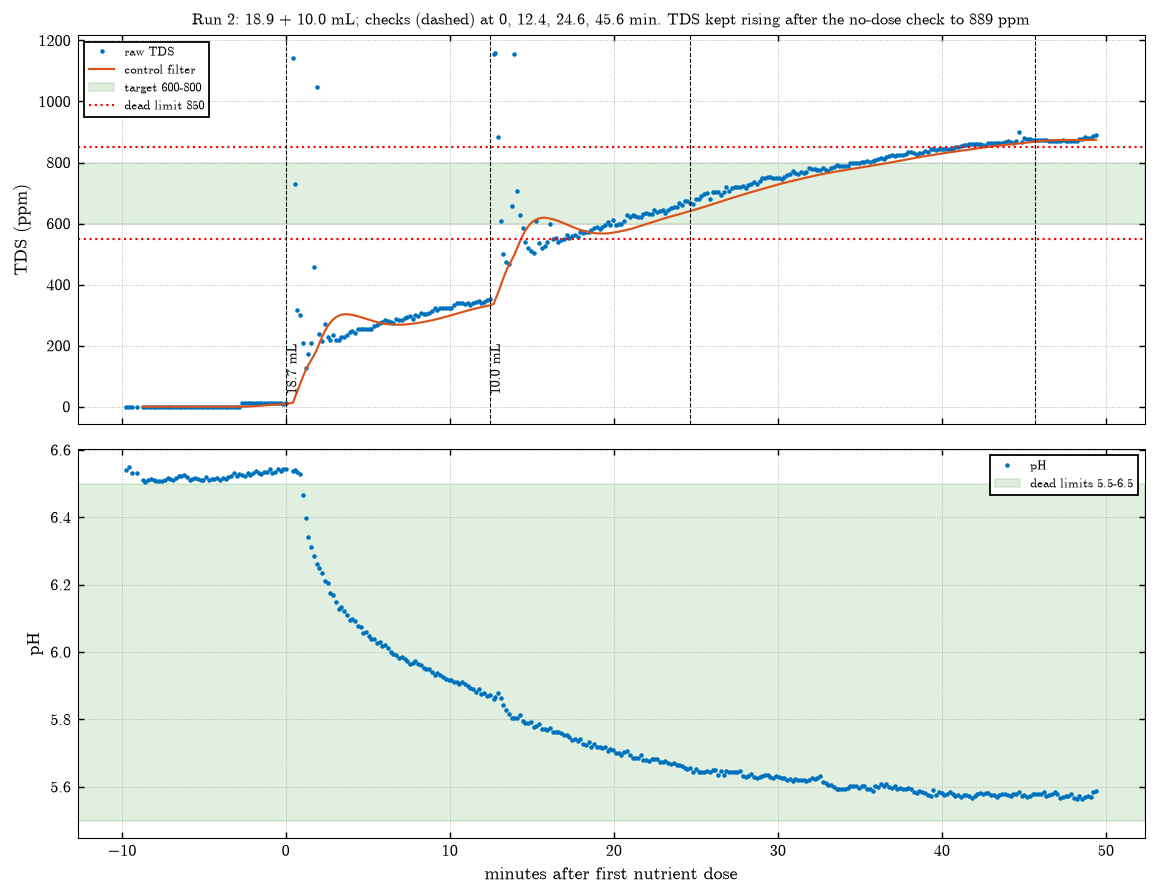 Run 2: 18.9 + 10.0 mL; checks (dashed) at 0, 12.4, 24.6, 45.6 min. TDS kept rising after the no-dose check to 889 ppm
raw TDS
control filter
target 600-800
dead limit 850
1200
1000
800
600
400
200
0
TDS (ppm)
18.7 mL
10.0 mL
pH
dead limits 5.5-6.5
6.6
6.4
6.2
6.0
5.8
5.6
pH
−10
0
10
20
30
40
50
minutes after first nutrient dose